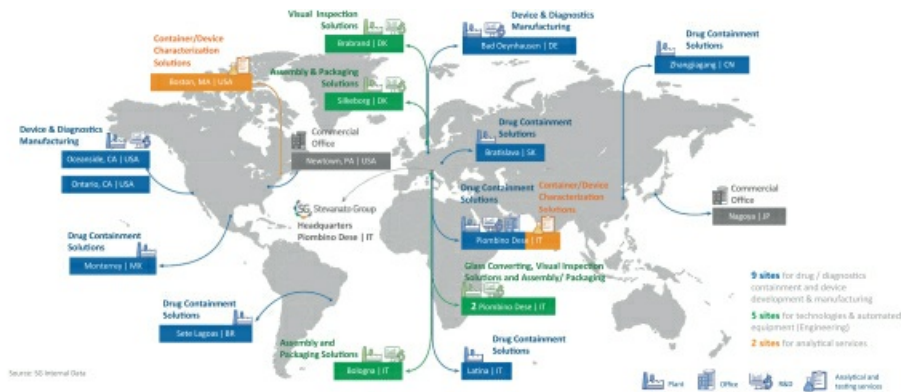 Visual Inspection
Solutions
Brabrand | DK
Device & Diagnostics
Manufacturing
Bad Oeynhausen | DE
Drug Containment
Solutions
Zhangjiagang | CN
Container/Device
Characterization
Solutions
Boston, MA | USA
Assembly & Packaging
Solutions
Silkeborg | DK
Device & Diagnostics
Manufacturing
Oceanside, CA | USA
Ontario, CA | USA
Commercial
Office
Newtown, PA | USA
Drug Containment
Solutions
Bratislava | SK
SG Stevanato Group
Headquarters
Piombino Dese | IT
Drug Containment
Solutions
Container/Device
Characterization
Solutions
Piombino Dese | IT
Commercial
Office
Nagoya | JP
Drug Containment
Solutions
Monterrey | MX
Glass Converting, Visual Inspection
Solutions and Assembly/ Packaging
2 Piombino Dese | IT
Drug Containment
Solutions
Sete Lagoas | BR
Assembly and
Packaging Solutions
Bologna | IT
Drug Containment
Solutions
Latina | IT
9 sites for drug / diagnostics
containment and device
development & manufacturing
5 sites for technologies & automated
equipment (Engineering)
2 sites for analytical services
Source: SG Internal Data
Plant
Office
R&D
Analytical and
testing services